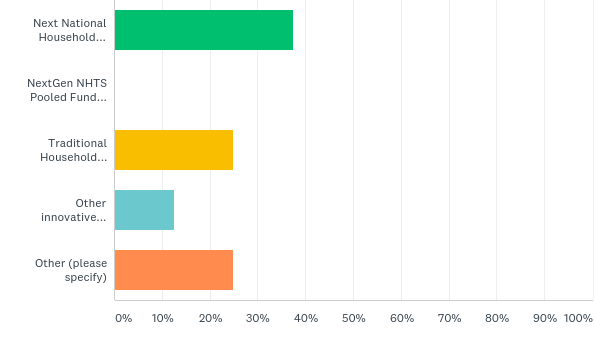 Next National
Household...
NextGen NHTS
Pooled Fund...
Traditional
Household...
Other
innovative...
Other (please
specify)
0% 10% 20% 30% 40% 50% 60% 70% 80% 90% 100%